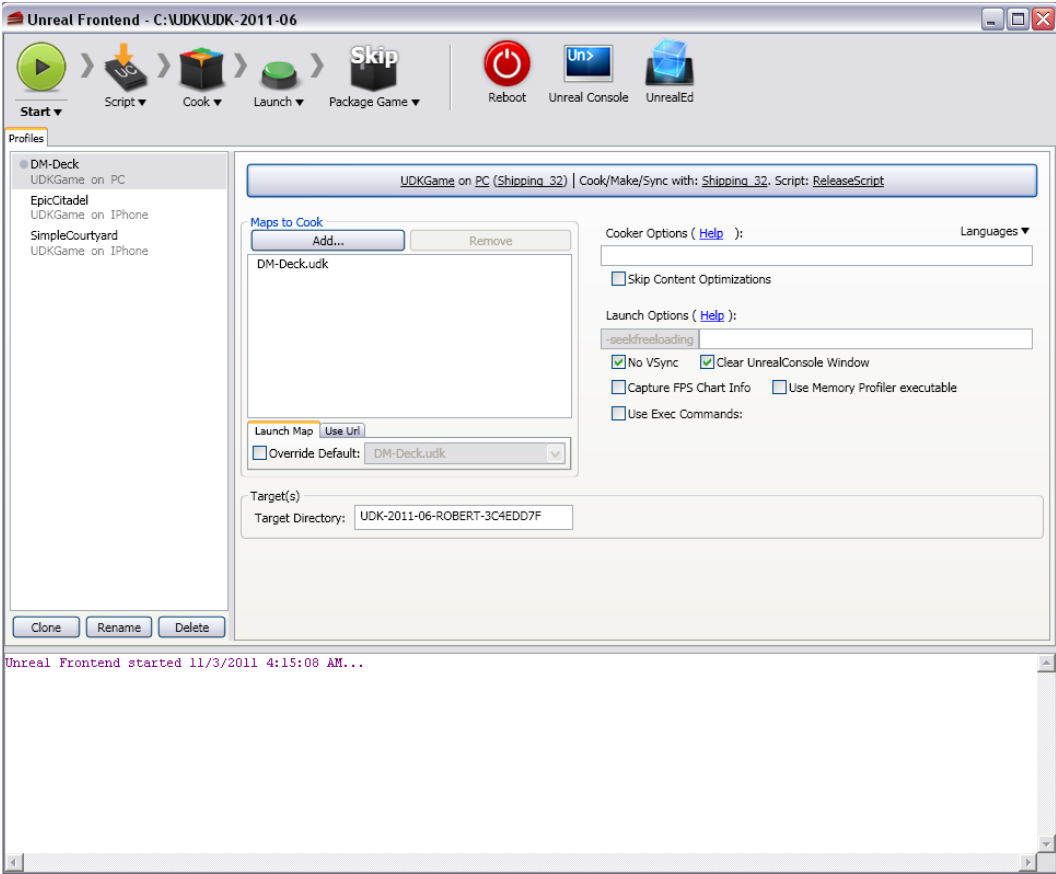 Unreal Frontend - C:\UDK\UDK-2011-06
Start
Script
Cook
Launch
Skip
Package Game
Reboot
Un>
Unreal Console
UnrealEd
UC
Profiles
DM-Deck
UDKGame on PC
EpicCitadel
UDKGame on IPhone
SimpleCourtyard
UDKGame on IPhone
Clone
Rename
Delete
UDKGame on PC (Shipping_32) | Cook/Make/Sync with: Shipping_32. Script: ReleaseScript
Maps to Cook
Add...
Remove
DM-Deck.udk
Launch Map
Use Url
Override Default:
DM-Deck.udk
Cooker Options ( Help ):
Languages
Skip Content Optimizations
Launch Options ( Help ):
-seekfreeloading
No VSync
Clear UnrealConsole Window
Capture FPS Chart Info
Use Memory Profiler executable
Use Exec Commands:
Target(s)
Target Directory:
UDK-2011-06-ROBERT-3C4EDD7F
Unreal Frontend started 11/3/2011 4:15:08 AM...